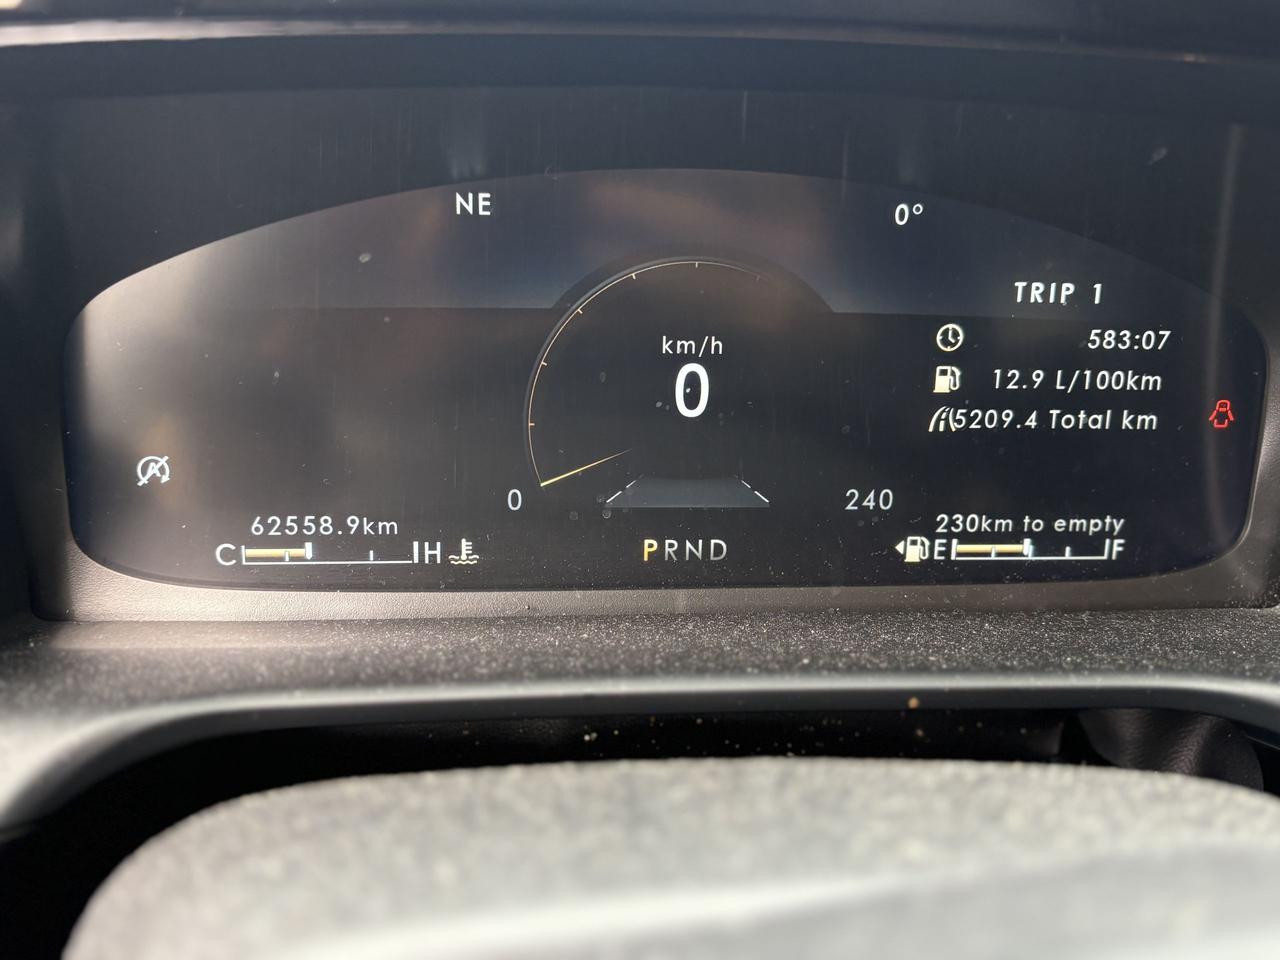 NE
0°
TRIP 1
583:07
12.9 L/100km
5209.4 Total km
km/h
0
0
240
62558.9km
230km to empty
C H
PRND
E F